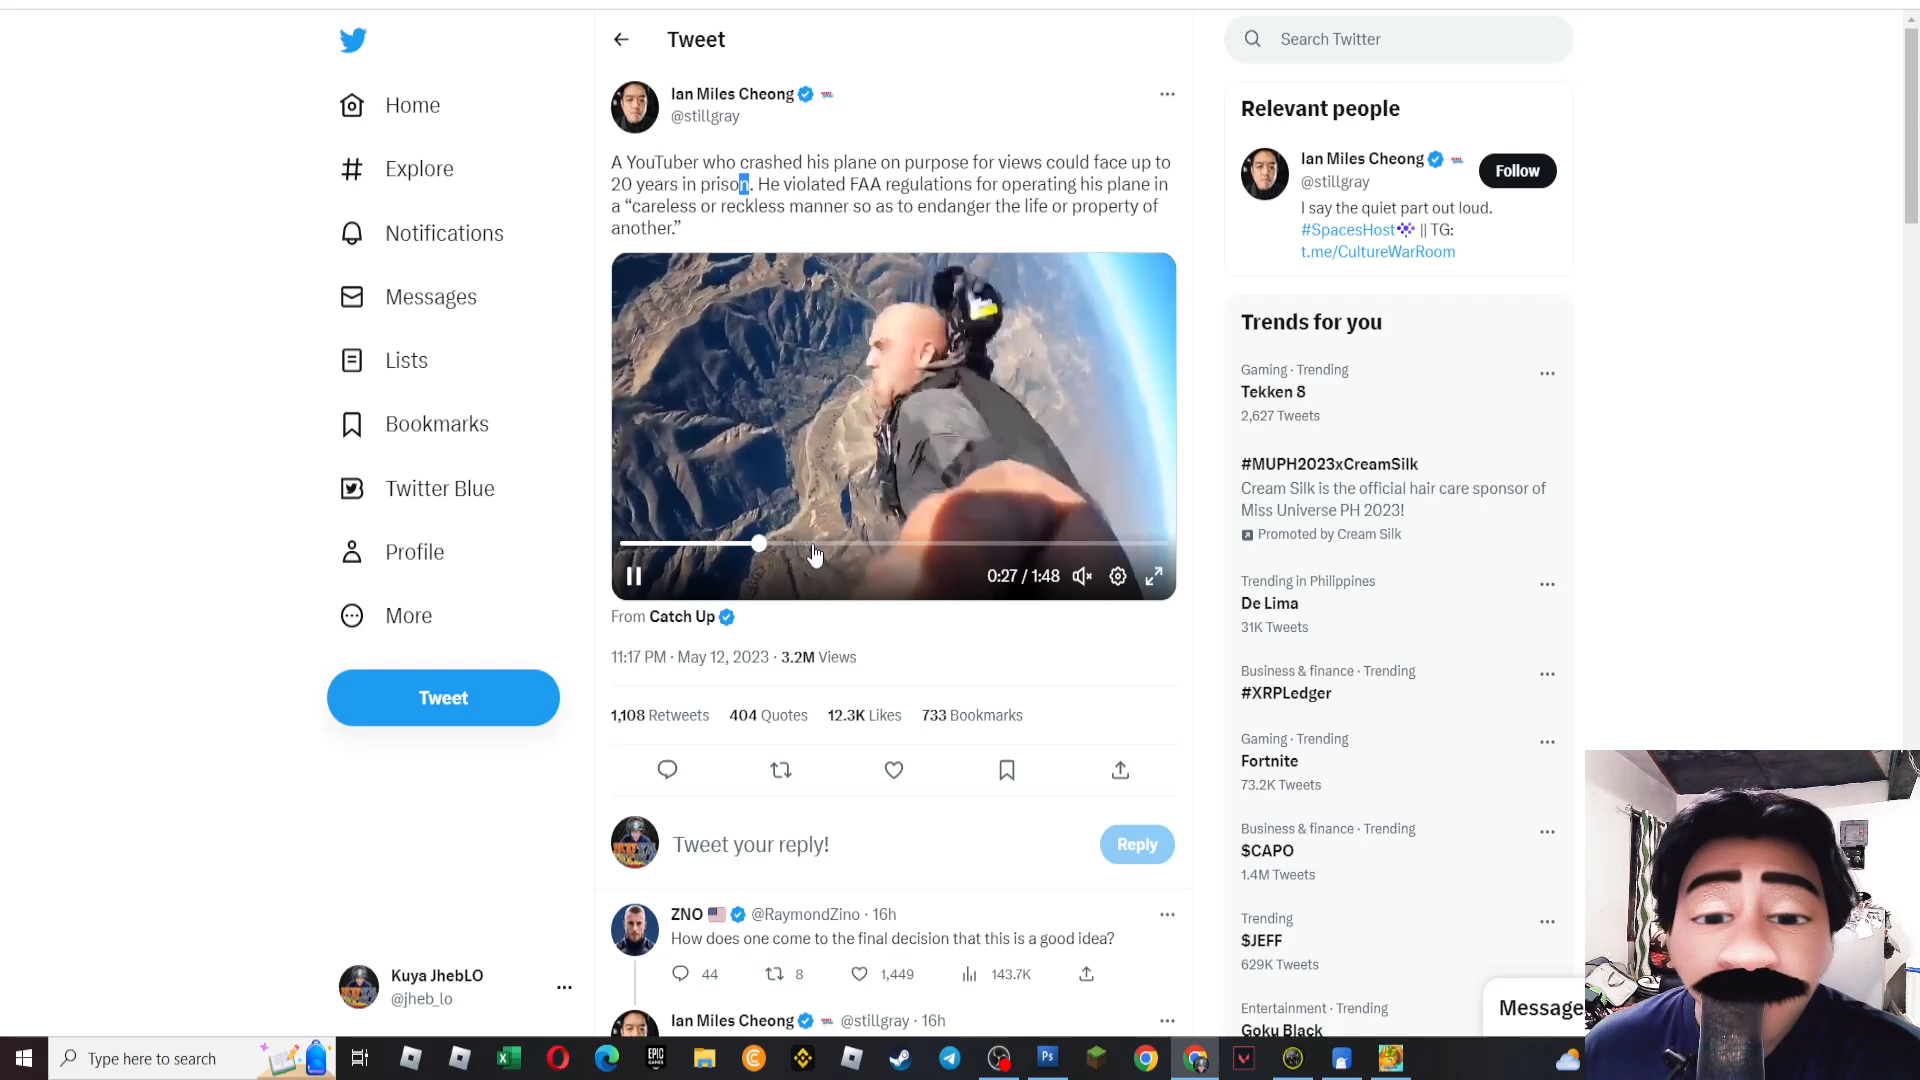 Tweet
Search Twitter
Home
Explore
Notifications
Messages
Lists
Bookmarks
Twitter Blue
Profile
More
Tweet
Kuya JhebLO
@jheb_lo
Ian Miles Cheong
@stillgray
A YouTuber who crashed his plane on purpose for views could face up to
20 years in prison. He violated FAA regulations for operating his plane in
a “careless or reckless manner so as to endanger the life or property of
another.”
0:27 / 1:48
From Catch Up
11:17 PM · May 12, 2023 · 3.2M Views
1,108 Retweets 404 Quotes 12.3K Likes 733 Bookmarks
Tweet your reply!
Reply
ZNO @RaymondZino · 16h
How does one come to the final decision that this is a good idea?
44 8 1,449 143.7K
Ian Miles Cheong @stillgray · 16h
Relevant people
Ian Miles Cheong
@stillgray
Follow
I say the quiet part out loud.
#SpacesHost || TG:
t.me/CultureWarRoom
Trends for you
Gaming · Trending
Tekken 8
2,627 Tweets
#MUPH2023xCreamSilk
Cream Silk is the official hair care sponsor of
Miss Universe PH 2023!
Promoted by Cream Silk
Trending in Philippines
De Lima
31K Tweets
Business & finance · Trending
#XRPLedger
Gaming · Trending
Fortnite
73.2K Tweets
Business & finance · Trending
$CAPO
1.4M Tweets
Trending
$JEFF
629K Tweets
Entertainment · Trending
Goku Black
Message
Type here to search
EPIC
GAMES
Ps